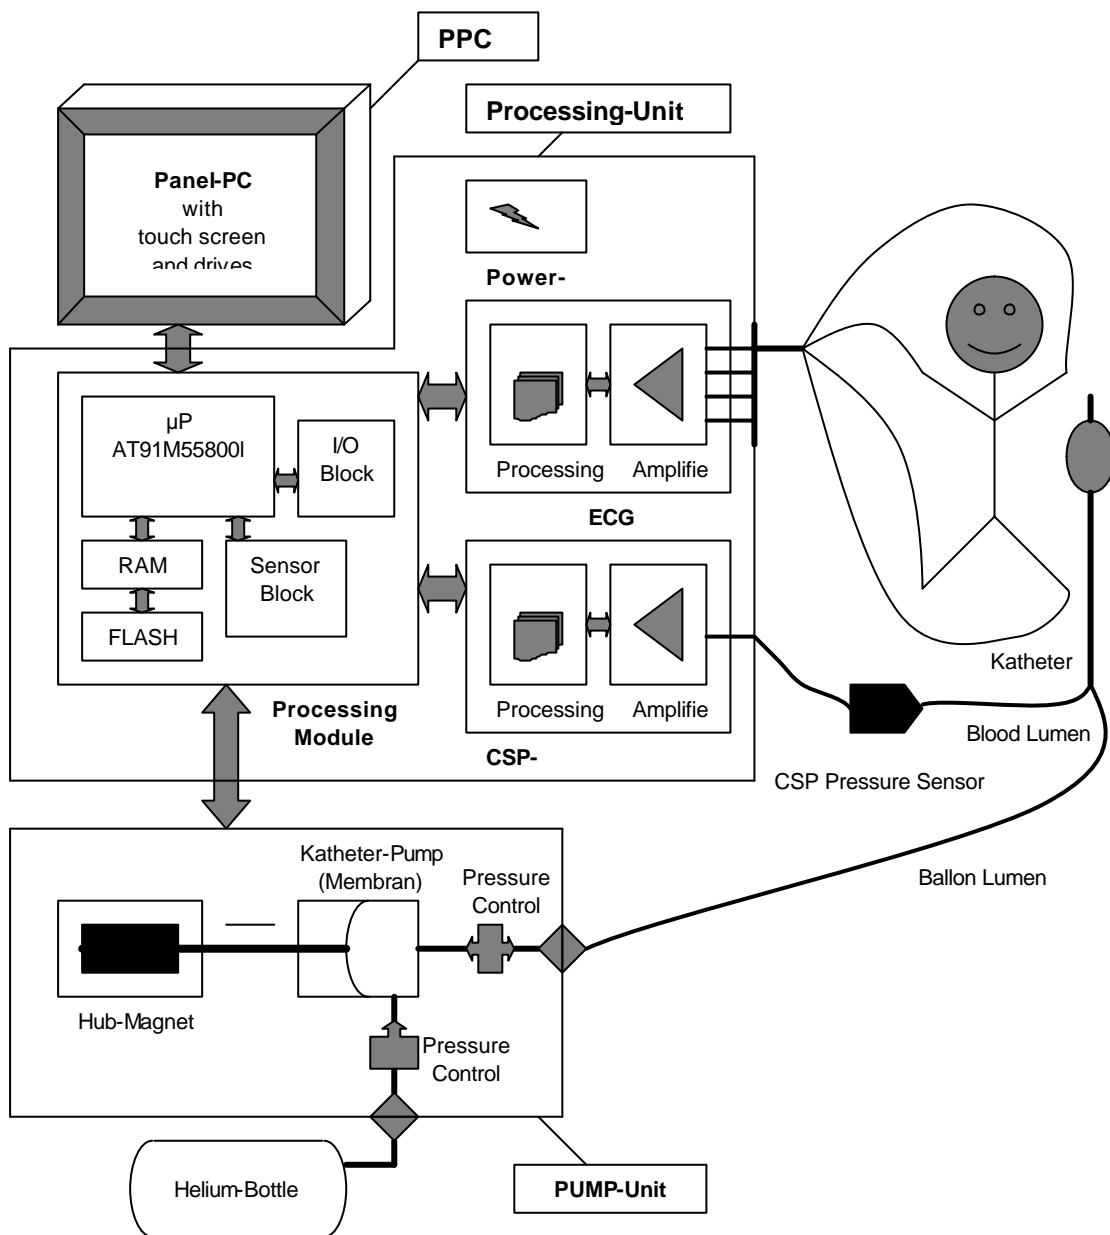 PPC
Processing-Unit
Panel-PC
with
touch screen
and drives
Power-
µP
AT91M55800I
I/O
Block
Processing
Amplifie
ECG
RAM
Sensor
Block
FLASH
Processing
Amplifie
Processing
Module
CSP-
Katheter
Blood Lumen
CSP Pressure Sensor
Katheter-Pump
(Membran)
Pressure
Control
Ballon Lumen
Hub-Magnet
Pressure
Control
Helium-Bottle
PUMP-Unit